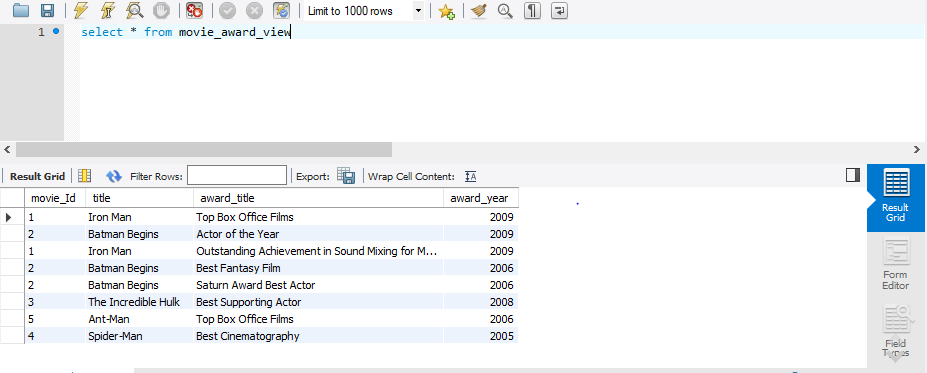 Limit to 1000 rows
1 select * from movie_award_view
Result Grid Filter Rows: Export: Wrap Cell Content:
movie_Id title award_title award_year
1 Iron Man Top Box Office Films 2009
2 Batman Begins Actor of the Year 2009
1 Iron Man Outstanding Achievement in Sound Mixing for M... 2009
2 Batman Begins Best Fantasy Film 2006
2 Batman Begins Saturn Award Best Actor 2006
3 The Incredible Hulk Best Supporting Actor 2008
5 Ant-Man Top Box Office Films 2006
4 Spider-Man Best Cinematography 2005
Result
Grid
Form
Editor
Field
Types